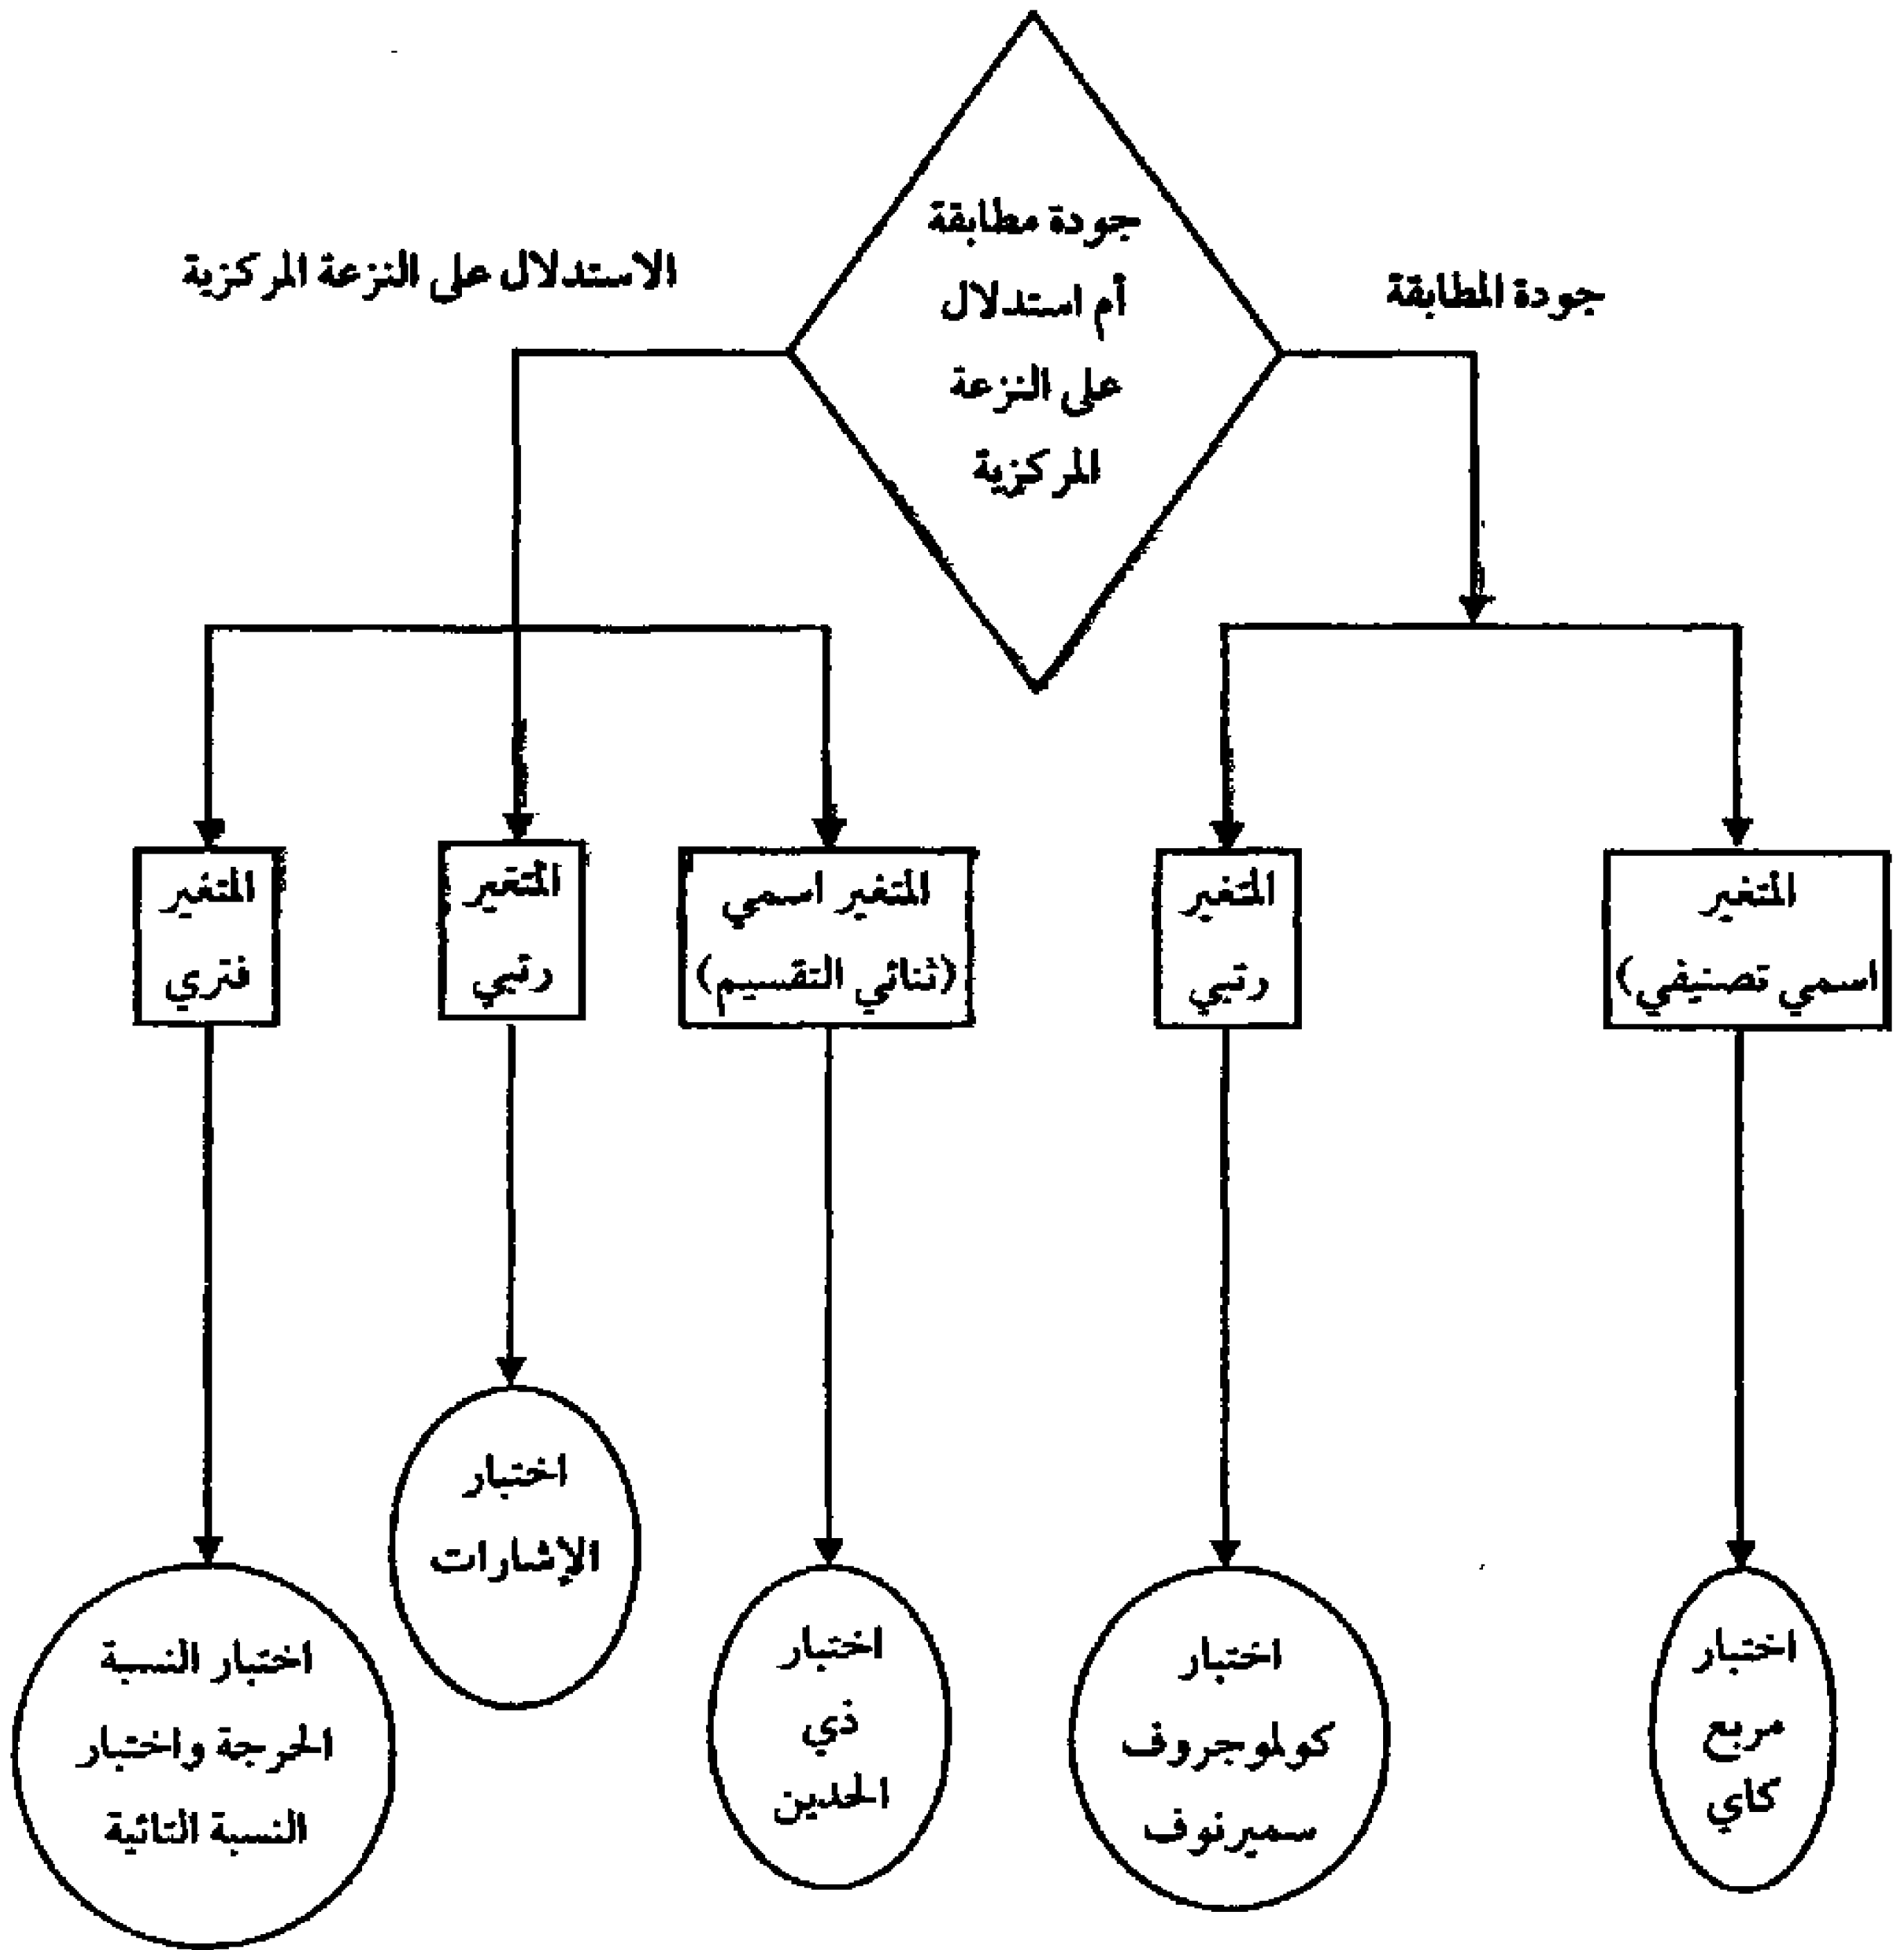 جودة مطابقة
أم استدلال
على النزعة
المركزية
جودة المطابقة
الاستدلال على النزعة المركزية
المتغير
اسمي تصنيفي)
المتغير
رتبي
المتغير اسمي
(ثنائي التقسيم)
المتغير
رتبي
المتغير
فتري
اختبار
مربع
كاي
اختبار
كولموجروف
سميرنوف
اختبار
ذي
الحدين
اختبار
الإشارات
اختبار النسبة
الحرجة واختبار
النسبة التائية